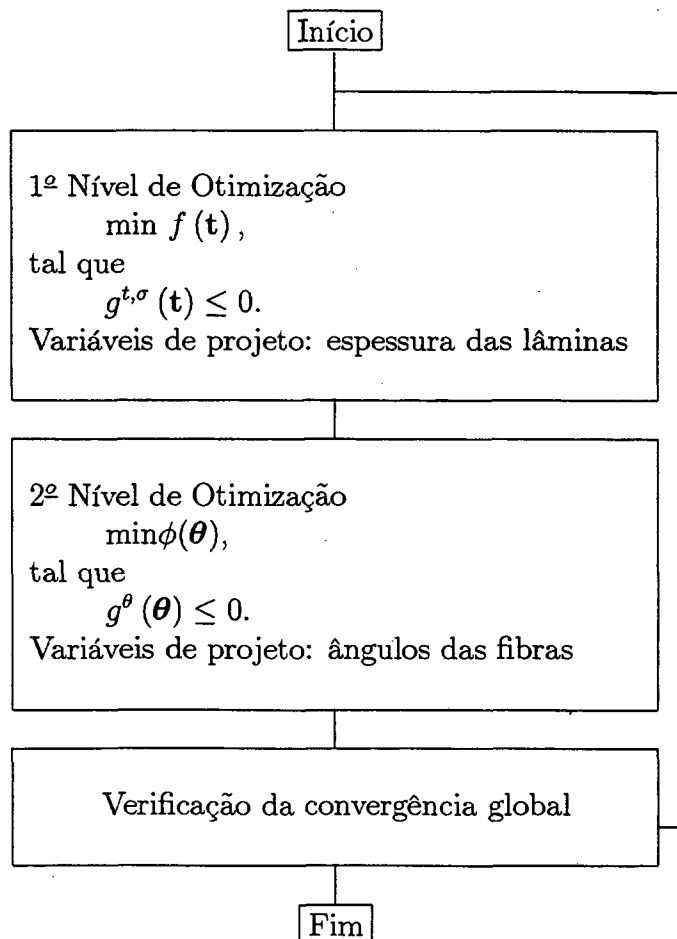 Início
1º Nível de Otimização
min f (t) ,
tal que
g^{t,σ} (t) ≤ 0.
Variáveis de projeto: espessura das lâminas
2º Nível de Otimização
minϕ(θ),
tal que
g^θ (θ) ≤ 0.
Variáveis de projeto: ângulos das fibras
Verificação da convergência global
Fim